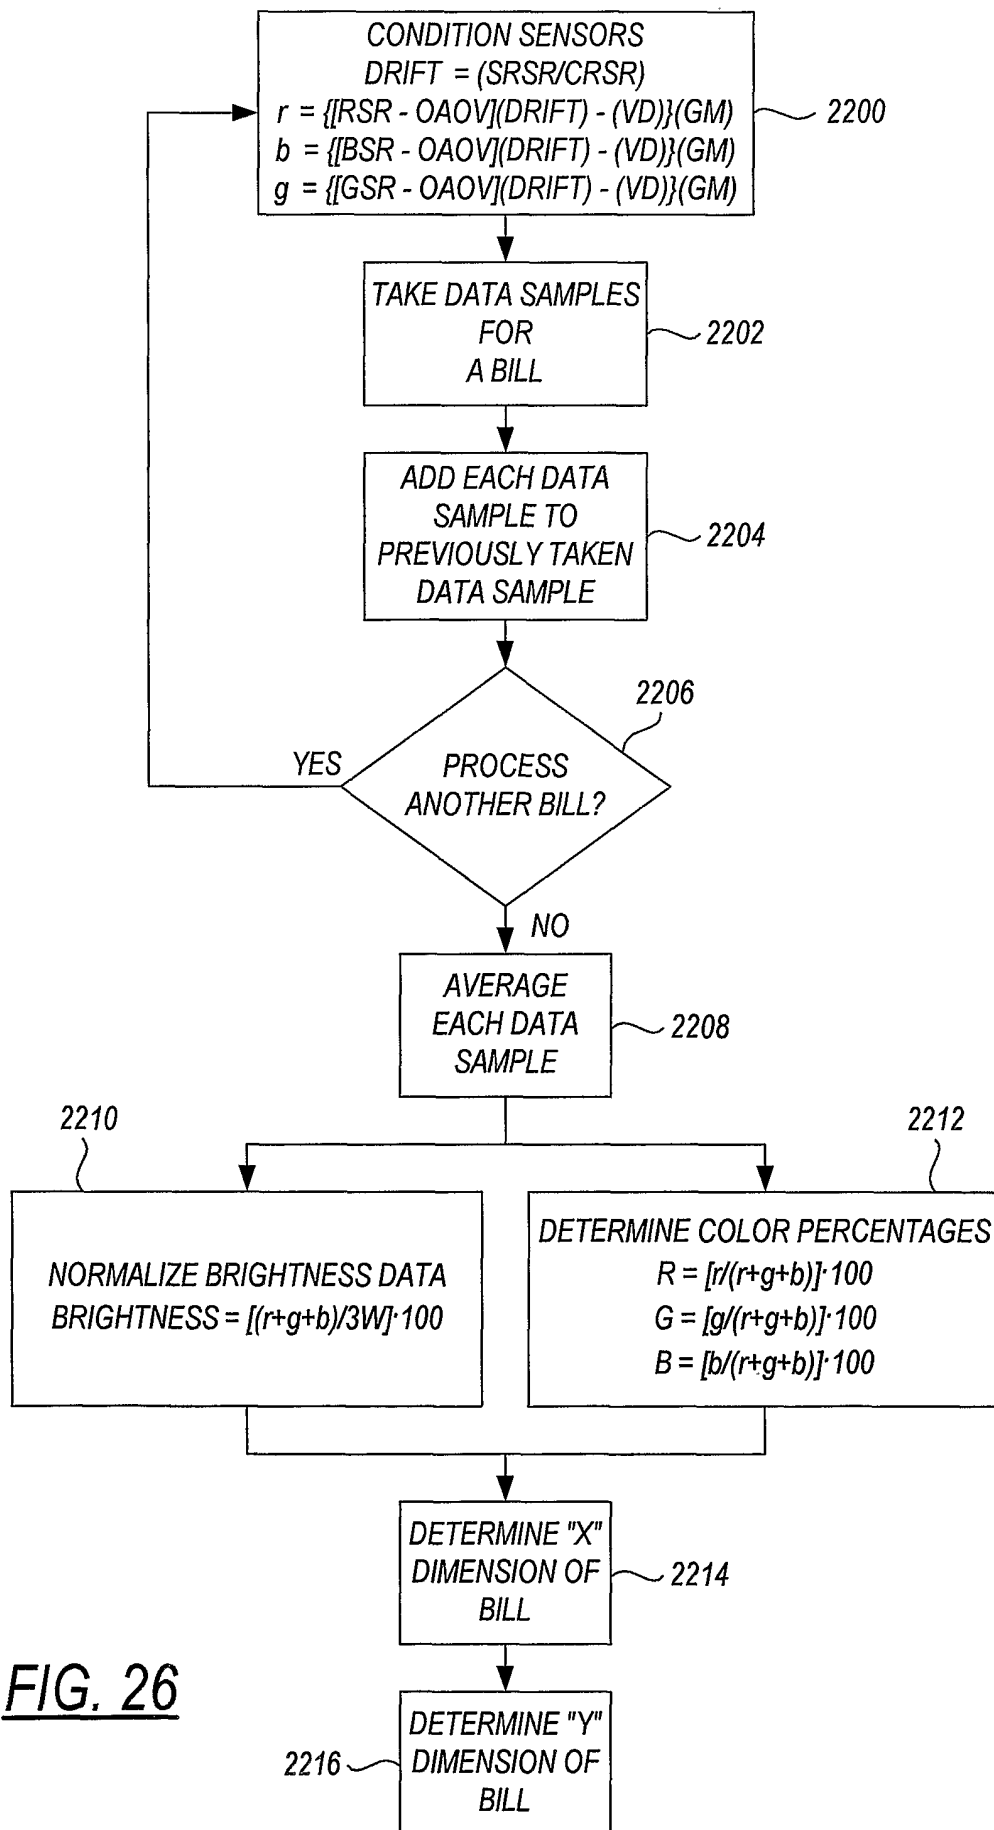 CONDITION SENSORS
DRIFT = (SRSR/CRSR)
r = {[RSR - OAOV](DRIFT) - (VD)}(GM)
b = {[BSR - OAOV](DRIFT) - (VD)}(GM)
g = {[GSR - OAOV](DRIFT) - (VD)}(GM)
2200
TAKE DATA SAMPLES
FOR
A BILL
2202
ADD EACH DATA
SAMPLE TO
PREVIOUSLY TAKEN
DATA SAMPLE
2204
2206
YES
PROCESS
ANOTHER BILL?
NO
AVERAGE
EACH DATA
SAMPLE
2208
2210
NORMALIZE BRIGHTNESS DATA
BRIGHTNESS = [(r+g+b)/3W]·100
2212
DETERMINE COLOR PERCENTAGES
R = [r/(r+g+b)]·100
G = [g/(r+g+b)]·100
B = [b/(r+g+b)]·100
DETERMINE "X"
DIMENSION OF
BILL
2214
FIG. 26
DETERMINE "Y"
DIMENSION OF
BILL
2216